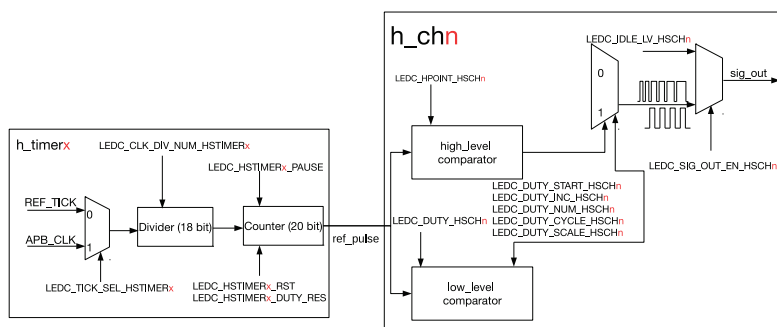 h_chn
LEDC_IDLE_LV_HSCHn
0
1
sig_out
LEDC_HPOINT_HSCHn
high_level
comparator
LEDC_SIG_OUT_EN_HSCHn
h_timerx
LEDC_CLK_DIV_NUM_HSTIMERx
LEDC_HSTIMERx_PAUSE
REF_TICK
0
APB_CLK
1
Divider (18 bit)
Counter (20 bit)
ref_pulse
LEDC_TICK_SEL_HSTIMERx
LEDC_HSTIMERx_RST
LEDC_HSTIMERx_DUTY_RES
LEDC_DUTY_START_HSCHn
LEDC_DUTY_INC_HSCHn
LEDC_DUTY_NUM_HSCHn
LEDC_DUTY_CYCLE_HSCHn
LEDC_DUTY_SCALE_HSCHn
LEDC_DUTY_HSCHn
low_level
comparator